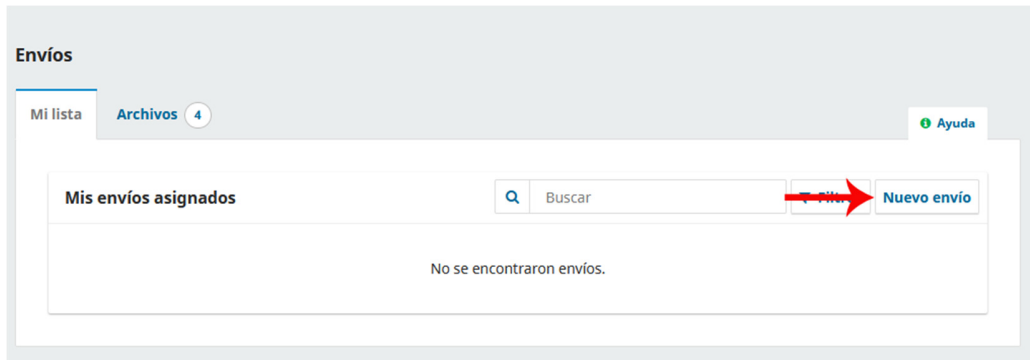 Envíos
Mi lista
Archivos 4
Ayuda
Mis envíos asignados
Buscar
Nuevo envío
No se encontraron envíos.